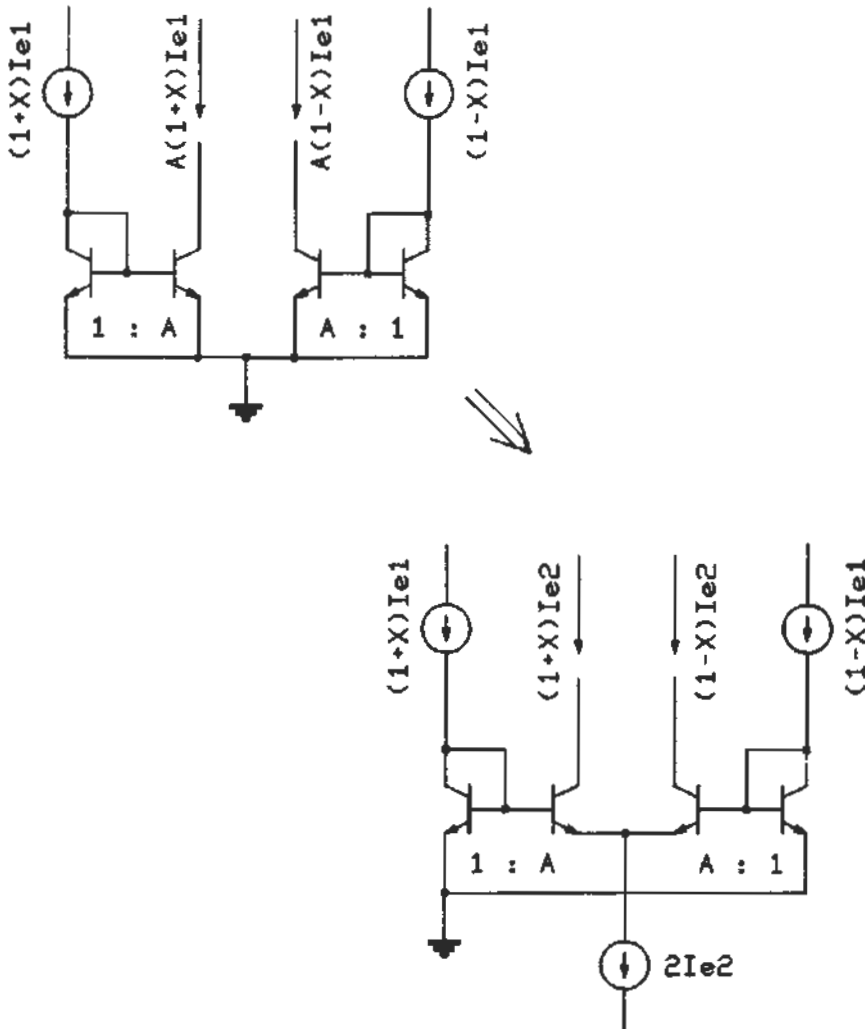 (1+X)Ie1
A(1+X)Ie1
A(1-X)Ie1
(1-X)Ie1
1 : A
A : 1
(1+X)Ie1
(1+X)Ie2
(1-X)Ie2
(1-X)Ie1
1 : A
A : 1
2Ie2